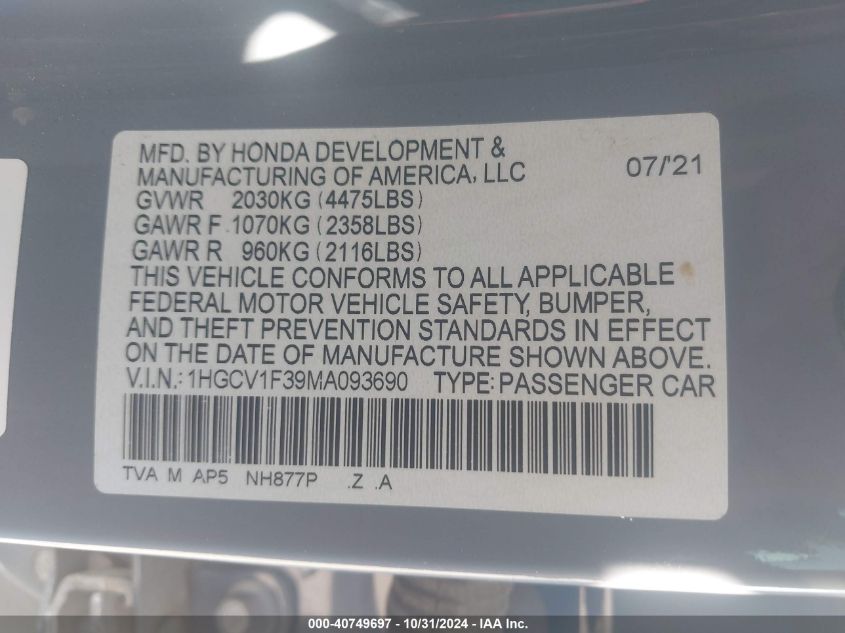 MFD. BY HONDA DEVELOPMENT & 07/'21
MANUFACTURING OF AMERICA, LLC
GVWR 2030KG (4475LBS)
GAWR F 1070KG (2358LBS)
GAWR R 960KG (2116LBS)
THIS VEHICLE CONFORMS TO ALL APPLICABLE
FEDERAL MOTOR VEHICLE SAFETY, BUMPER,
AND THEFT PREVENTION STANDARDS IN EFFECT
ON THE DATE OF MANUFACTURE SHOWN ABOVE.
V.I.N.: 1HGCV1F39MA093690 TYPE: PASSENGER CAR
TVA M AP5 NH877P .Z .A
000-40749697 - 10/31/2024 - IAA Inc.